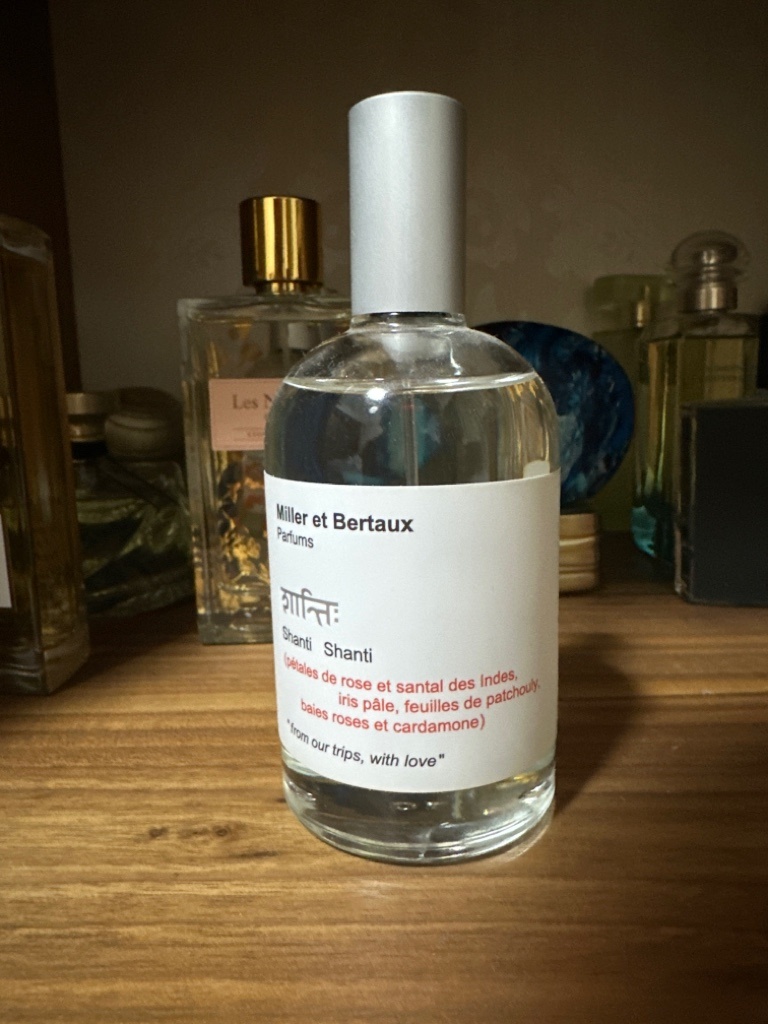 Miller et Bertaux
Parfums
शान्तिः
Shanti Shanti
(pétales de rose et santal des Indes,
iris pâle, feuilles de patchouly,
baies roses et cardamone)
"from our trips, with love"
Les